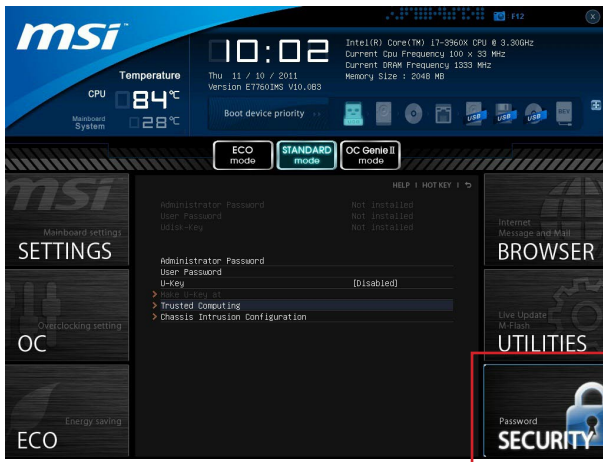 msi
F12
10:02
Intel(R) Core(TM) i7-3960X CPU @ 3.30GHz
Current Cpu Frequency 100 x 33 MHz
Current DRAM Frequency 1333 MHz
Memory Size : 2048 MB
Thu 11 / 10 / 2011
Version E7760IMS V10.0B3
Temperature
CPU 84°C
Mainboard
System 28°C
Boot device priority
USB USB USB
ECO
mode
STANDARD
mode
OC Genie II
mode
HELP | HOT KEY |
msi
Mainboard settings
SETTINGS
Overclocking setting
OC
Energy saving
ECO
Administrator Password Not Installed
User Password Not Installed
Udisk-Key Not Installed
Administrator Password
User Password
U-Key [Disabled]
Make U-Key at
Trusted Computing
Chassis Intrusion Configuration
Internet
Message and Mail
BROWSER
Live Update
M-Flash
UTILITIES
Password
SECURITY